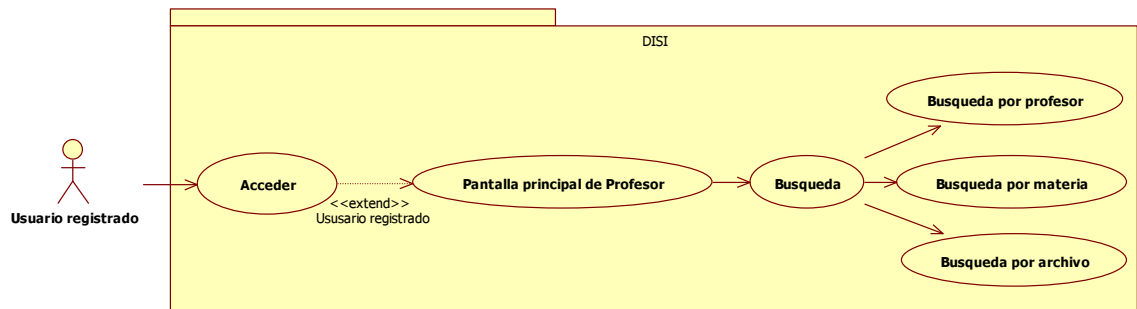 DISI
Usuario registrado
Acceder
<<extend>>
Ususario registrado
Pantalla principal de Profesor
Busqueda
Busqueda por profesor
Busqueda por materia
Busqueda por archivo